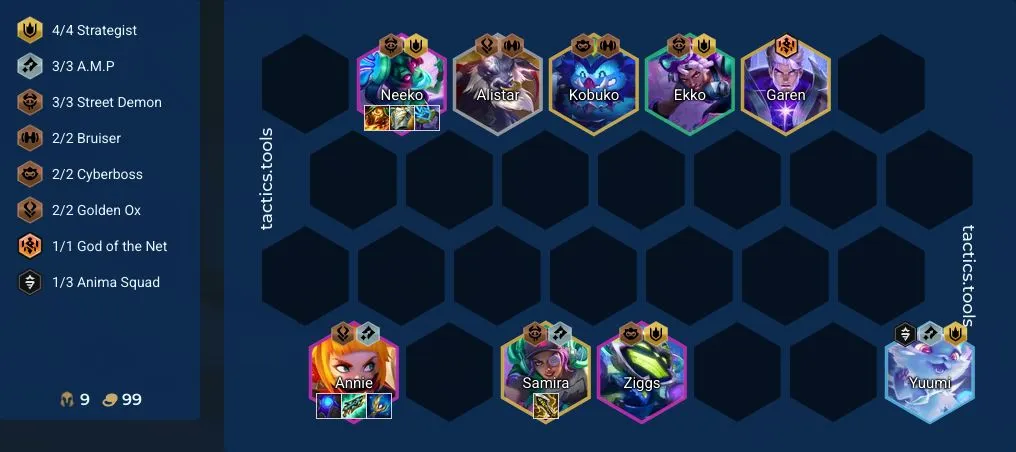 4/4 Strategist
3/3 A.M.P
3/3 Street Demon
2/2 Bruiser
2/2 Cyberboss
2/2 Golden Ox
1/1 God of the Net
1/3 Anima Squad
9 99
tactics.tools
Neeko Alistar Kobuko Ekko Garen
tactics.tools
Annie Samira Ziggs Yuumi